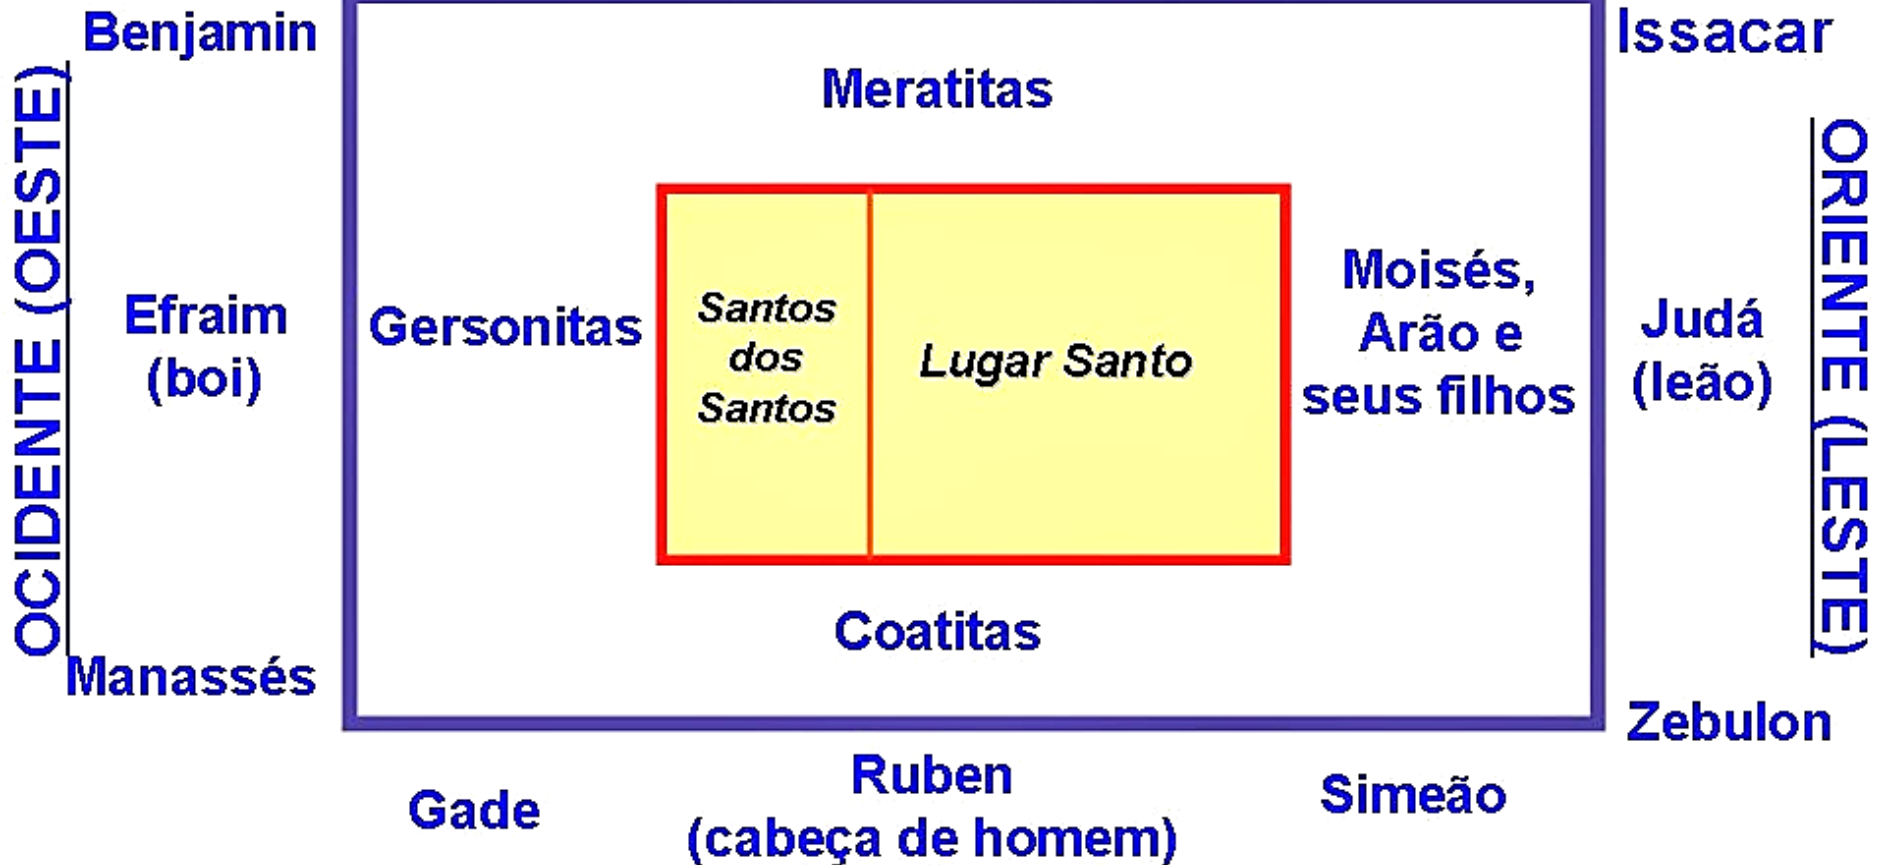 Benjamin
Issacar
Meratitas
OCIDENTE (OESTE)
ORIENTE (LESTE)
Efraim
(boi)
Gersonitas
Santos
dos
Santos
Lugar Santo
Moisés,
Arão e
seus filhos
Judá
(leão)
Coatitas
Manassés
Zebulon
Gade
Ruben
(cabeça de homem)
Simeão